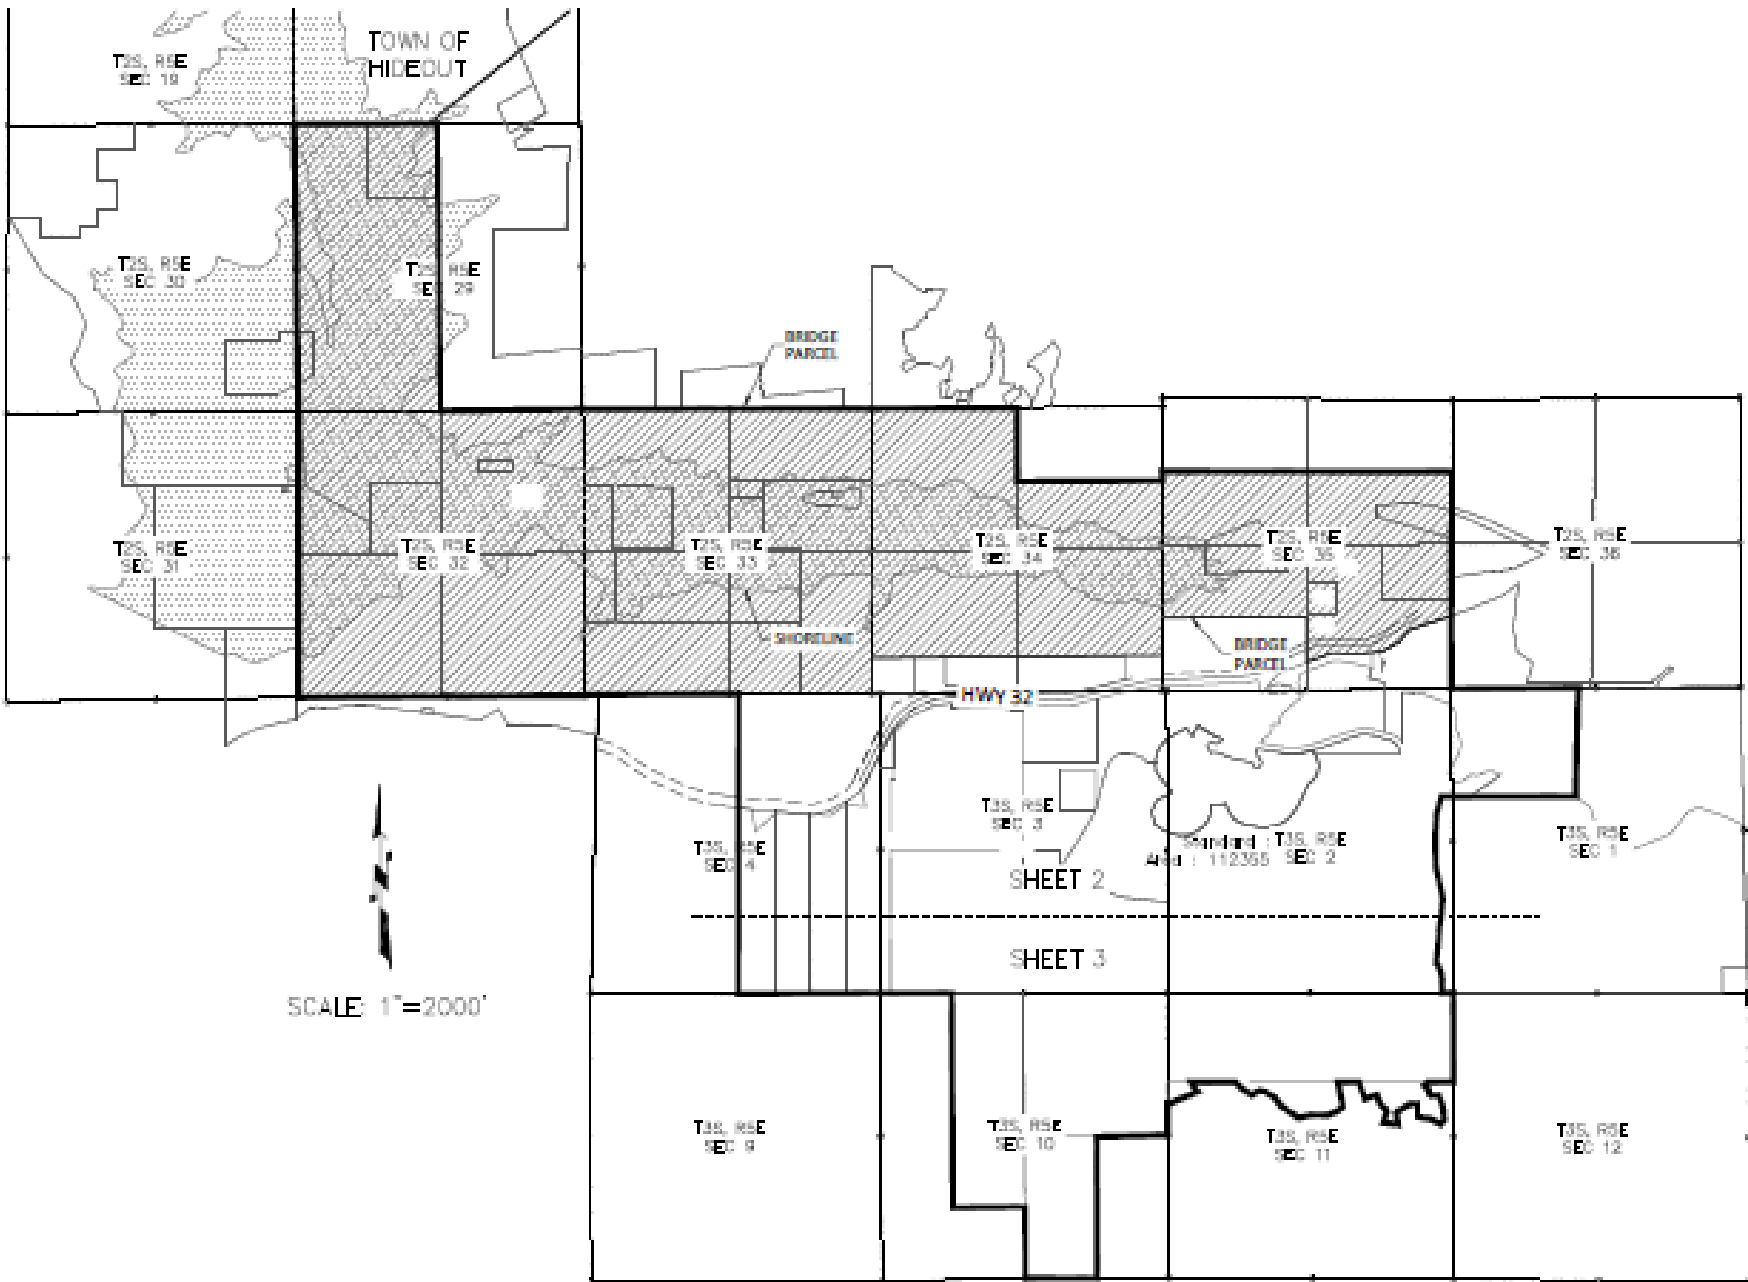 TOWN OF
HIDEOUT
T2S, R5E
SEC 19
T2S, R5E
SEC 30
T2S, R5E
SEC 29
BRIDGE
PARCEL
T2S, R5E
SEC 31
T2S, R5E
SEC 32
T2S, R5E
SEC 33
T2S, R5E
SEC 34
T2S, R5E
SEC 35
T2S, R5E
SEC 36
SHORELINE
BRIDGE
PARCEL
HWY 32
T3S, R5E
SEC 4
T3S, R5E
SEC 3
Standard :
Area : 112355
T3S, R5E
SEC 2
T3S, R5E
SEC 1
SHEET 2
SHEET 3
SCALE: 1"=2000'
T3S, R5E
SEC 9
T3S, R5E
SEC 10
T3S, R5E
SEC 11
T3S, R5E
SEC 12